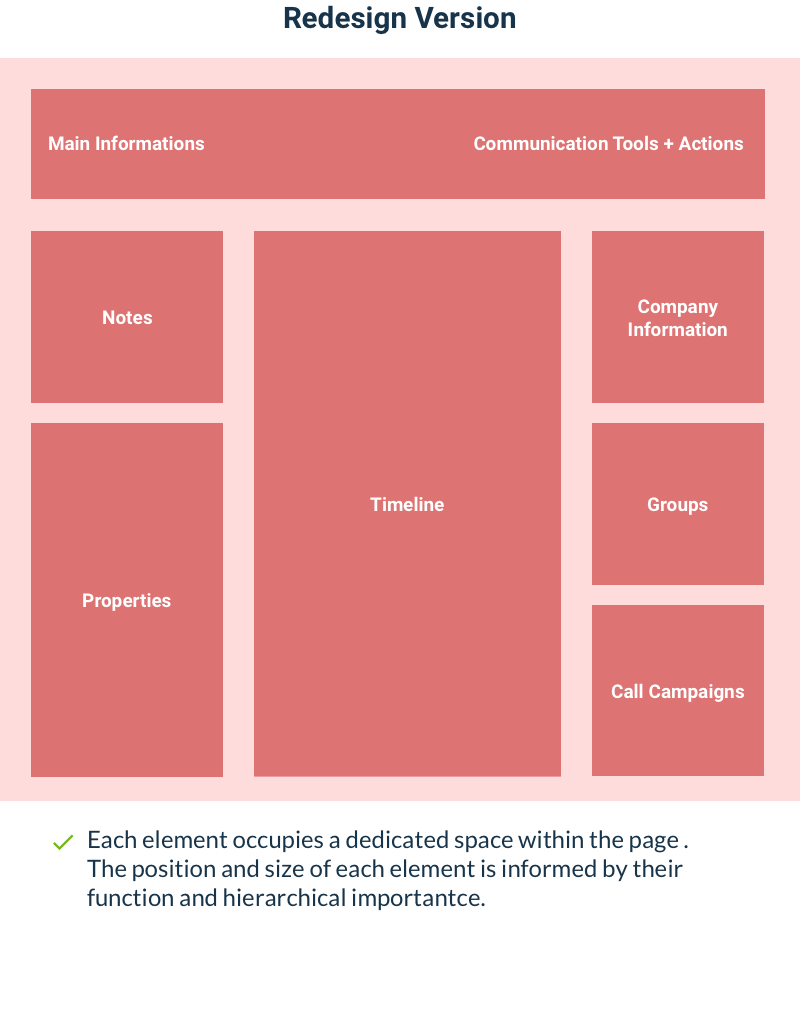 Redesign Version
Main Informations
Communication Tools + Actions
Notes
Company
Information
Timeline
Groups
Properties
Call Campaigns
Each element occupies a dedicated space within the page .
The position and size of each element is informed by their
function and hierarchical importantce.